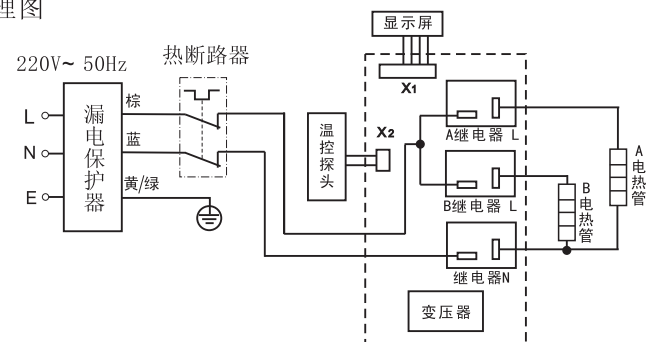 理图
显示屏
热断路器
220V~ 50Hz
X1
L
棕
A继电器 L
漏电保护器
温控探头
X2
N
蓝
A电热管
B电热管
E
黄/绿
B继电器 L
继电器N
变压器